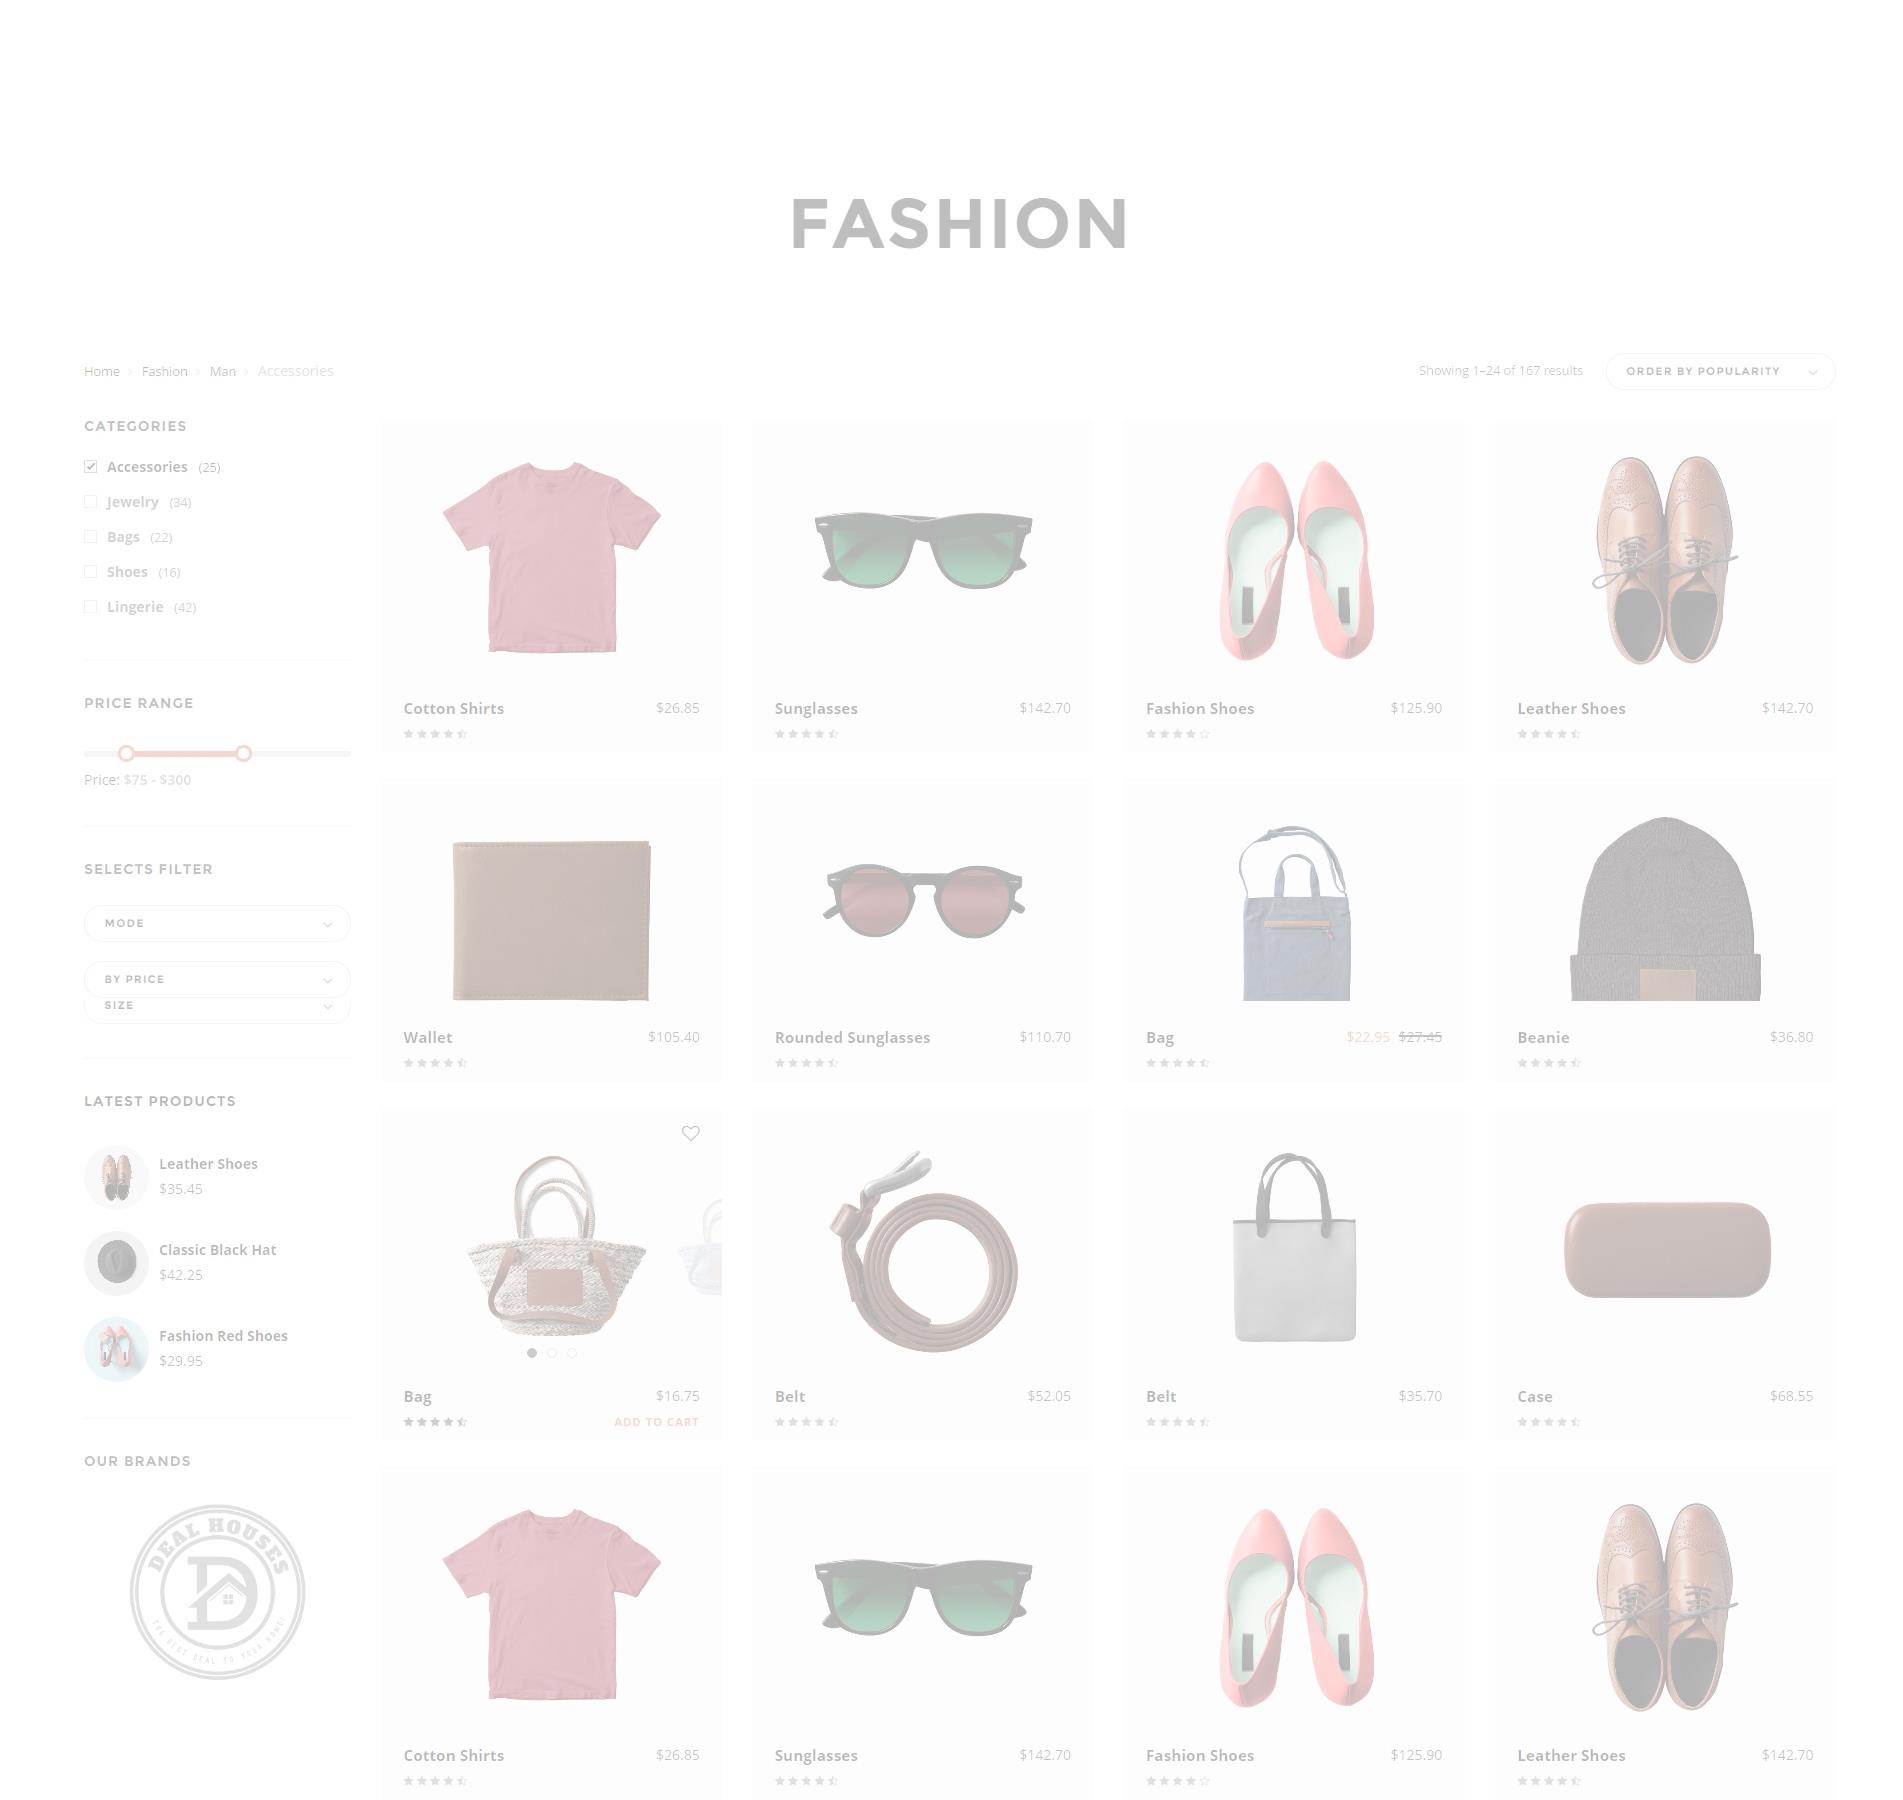 FASHION
Home › Fashion › Man › Accessories
Showing 1–24 of 167 results
ORDER BY POPULARITY
CATEGORIES
Accessories (25)
Jewelry (34)
Bags (22)
Shoes (16)
Lingerie (42)
PRICE RANGE
Price: $75 - $300
SELECTS FILTER
MODE
BY PRICE
SIZE
LATEST PRODUCTS
Leather Shoes
$35.45
Classic Black Hat
$42.25
Fashion Red Shoes
$29.95
OUR BRANDS
DEAL HOUSES
D
THE BEST DEAL TO YOUR HOME!
Cotton Shirts $26.85
Sunglasses $142.70
Fashion Shoes $125.90
Leather Shoes $142.70
Wallet $105.40
Rounded Sunglasses $110.70
Bag $22.95 $27.45
Beanie $36.80
Bag $16.75
ADD TO CART
Belt $52.05
Belt $35.70
Case $68.55
Cotton Shirts $26.85
Sunglasses $142.70
Fashion Shoes $125.90
Leather Shoes $142.70